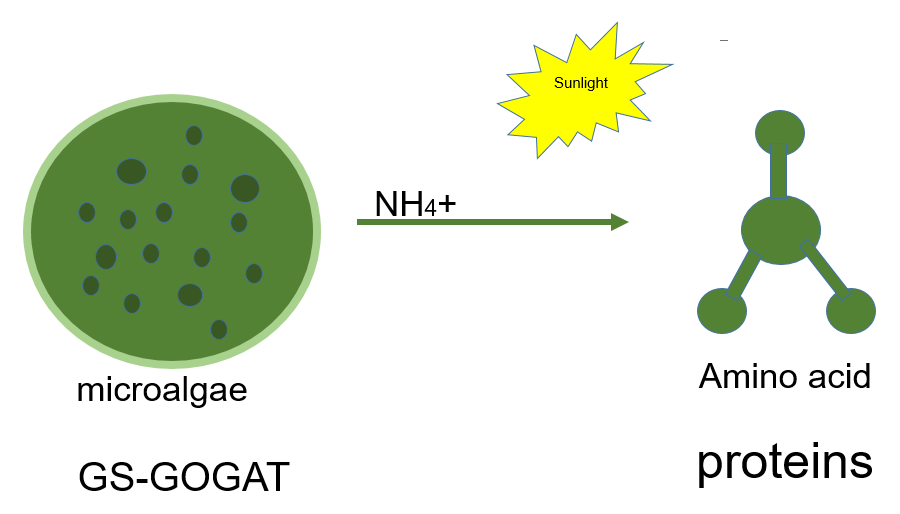 Sunlight
NH4+
microalgae
Amino acid
GS-GOGAT
proteins